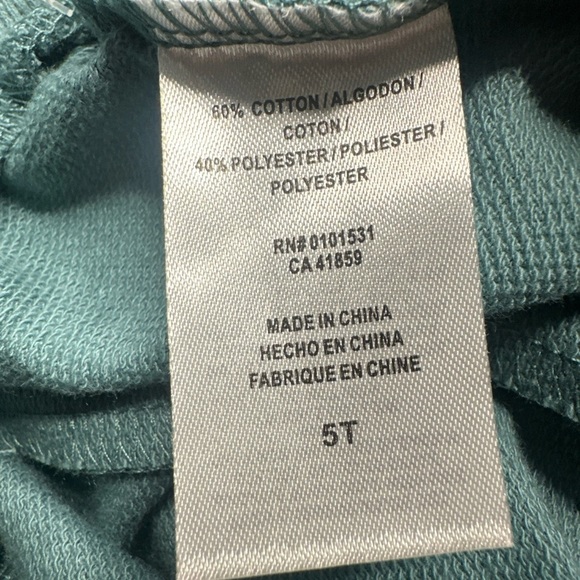 60% COTTON/ALGODON/
COTON/
40% POLYESTER/POLIESTER/
POLYESTER
RN# 0101531
CA 41859
MADE IN CHINA
HECHO EN CHINA
FABRIQUE EN CHINE
5T